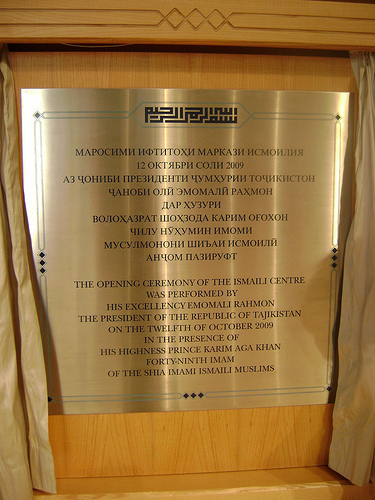 بسم الله الرحمن الرحيم
МАРОСИМИ ИФТИТОҲИ МАРКАЗИ ИСМОИЛИЯ
12 ОКТЯБРИ СОЛИ 2009
АЗ ҶОНИБИ ПРЕЗИДЕНТИ ҶУМҲУРИИ ТОҶИКИСТОН
ҶАНОБИ ОЛӢ ЭМОМАЛӢ РАҲМОН
ДАР ҲУЗУРИ
ВОЛОҲАЗРАТ ШОҲЗОДА КАРИМ ОҒОХОН
ЧИЛУ НӮҲУМИН ИМОМИ
МУСУЛМОНОНИ ШИЪАИ ИСМОИЛӢ
АНҶОМ ПАЗИРУФТ
THE OPENING CEREMONY OF THE ISMAILI CENTRE
WAS PERFORMED BY
HIS EXCELLENCY EMOMALI RAHMON
THE PRESIDENT OF THE REPUBLIC OF TAJIKISTAN
ON THE TWELFTH OF OCTOBER 2009
IN THE PRESENCE OF
HIS HIGHNESS PRINCE KARIM AGA KHAN
FORTY-NINTH IMAM
OF THE SHIA IMAMI ISMAILI MUSLIMS